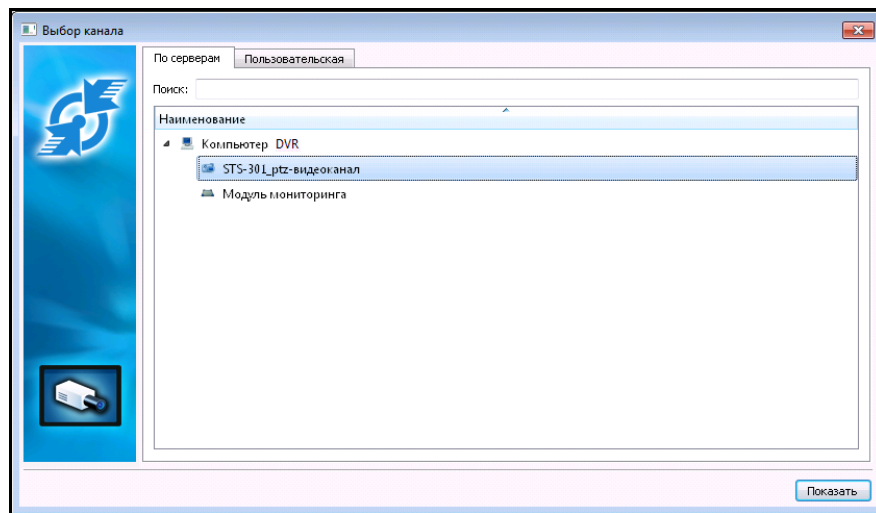 Выбор канала
По серверам Пользовательская
Поиск:
Наименование
Компьютер DVR
STS-301_ptz-видеоканал
Модуль мониторинга
Показать